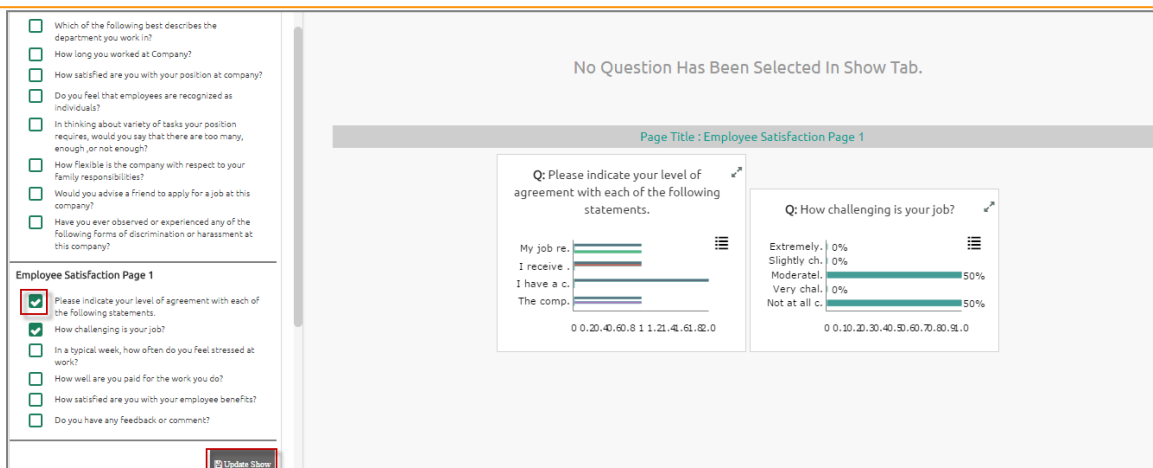 Which of the following best describes the
department you work in?
How long you worked at Company?
How satisfied are you with your position at company?
Do you feel that employees are recognized as
individuals?
In thinking about variety of tasks your position
requires, would you say that there are too many,
enough ,or not enough?
How flexible is the company with respect to your
family responsibilities?
Would you advise a friend to apply for a job at this
company?
Have you ever observed or experienced any of the
following forms of discrimination or harassment at
this company?
Employee Satisfaction Page 1
Please indicate your level of agreement with each of
the following statements.
How challenging is your job?
In a typical week, how often do you feel stressed at
work?
How well are you paid for the work you do?
How satisfied are you with your employee benefits?
Do you have any feedback or comment?
Update Show
No Question Has Been Selected In Show Tab.
Page Title : Employee Satisfaction Page 1
Q: Please indicate your level of
agreement with each of the following
statements.
My job re.
I receive .
I have a c.
The comp.
0 0.20.40.60.8 1 1.21.41.61.82.0
Q: How challenging is your job?
Extremely. 0%
Slightly ch. 0%
Moderatel. 50%
Very chal. 0%
Not at all c. 50%
0 0.10.20.30.40.50.60.70.80.91.0